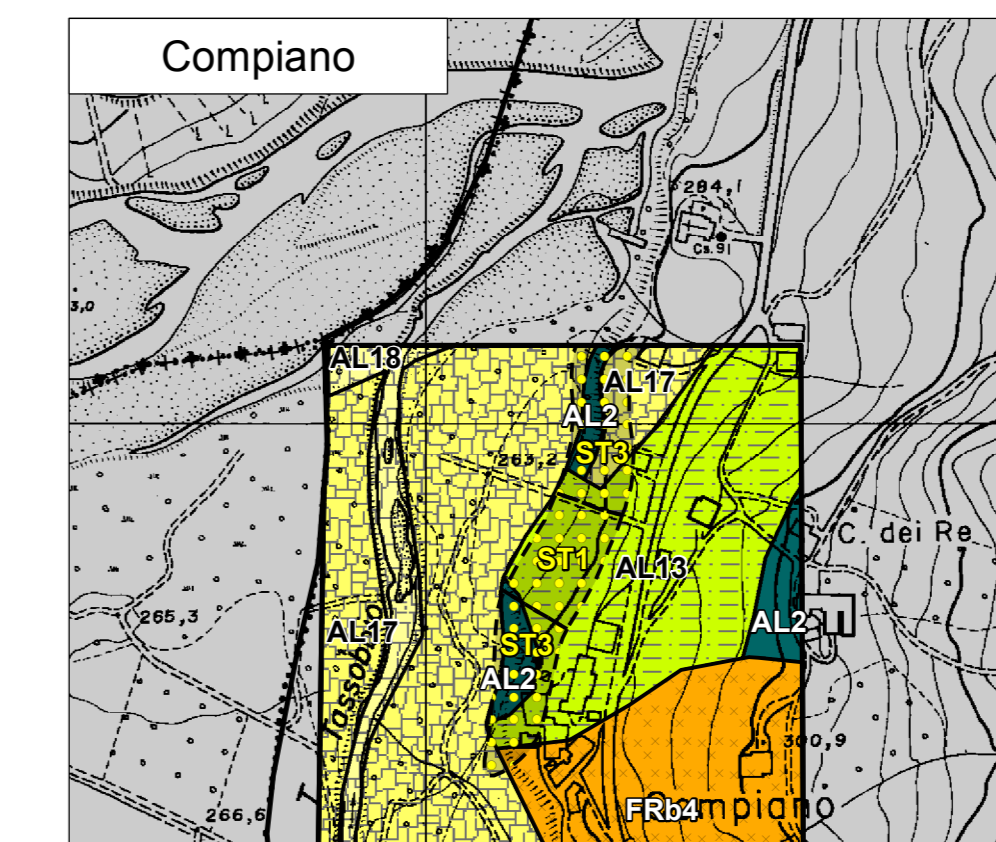 Compiano
284,1
Cs.91
3,0
AL18
AL17
AL2
ST3
263,2
C. dei Re
ST1
AL13
265,3
AL17
AL2
ST3
AL2
Tassobbio
300,9
FRb4
Compiano
266,6
T